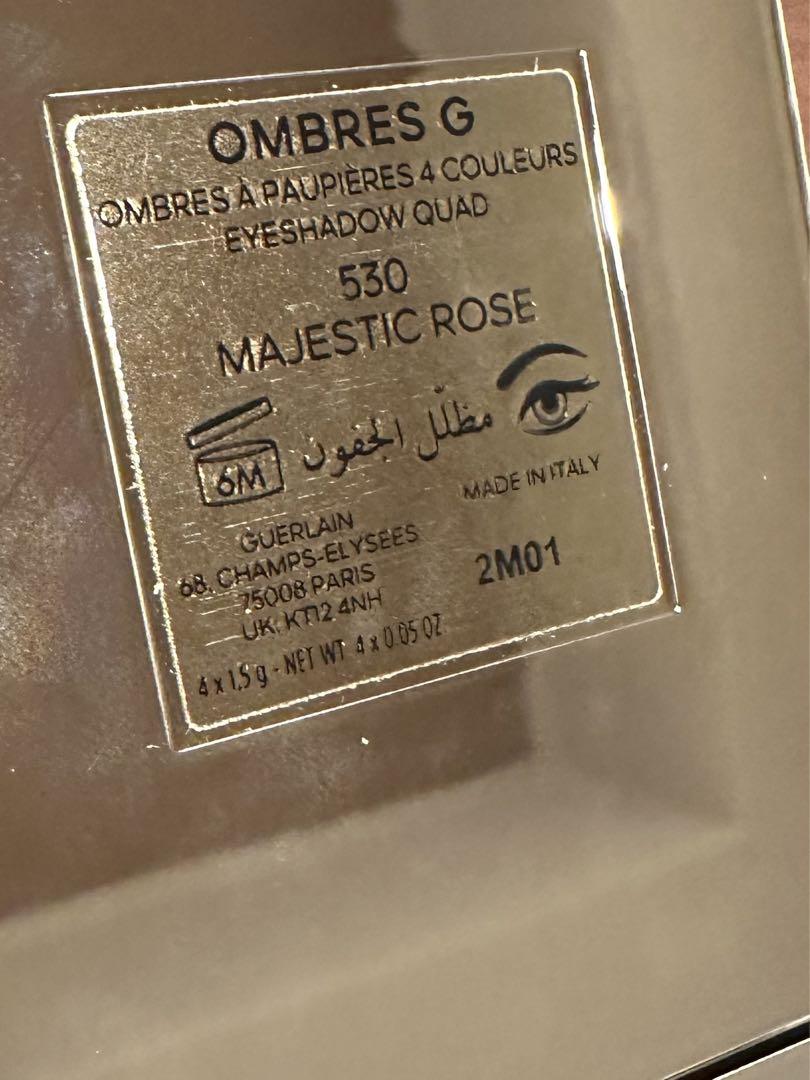 OMBRES G
OMBRES À PAUPIÈRES 4 COULEURS
EYESHADOW QUAD
530
MAJESTIC ROSE
6M
مظلّل الجفون
MADE IN ITALY
GUERLAIN
68, CHAMPS-ELYSEES
75008 PARIS
UK: KT12 4NH
2M01
4 x 1,5 g - NET WT 4 x 0.05 OZ